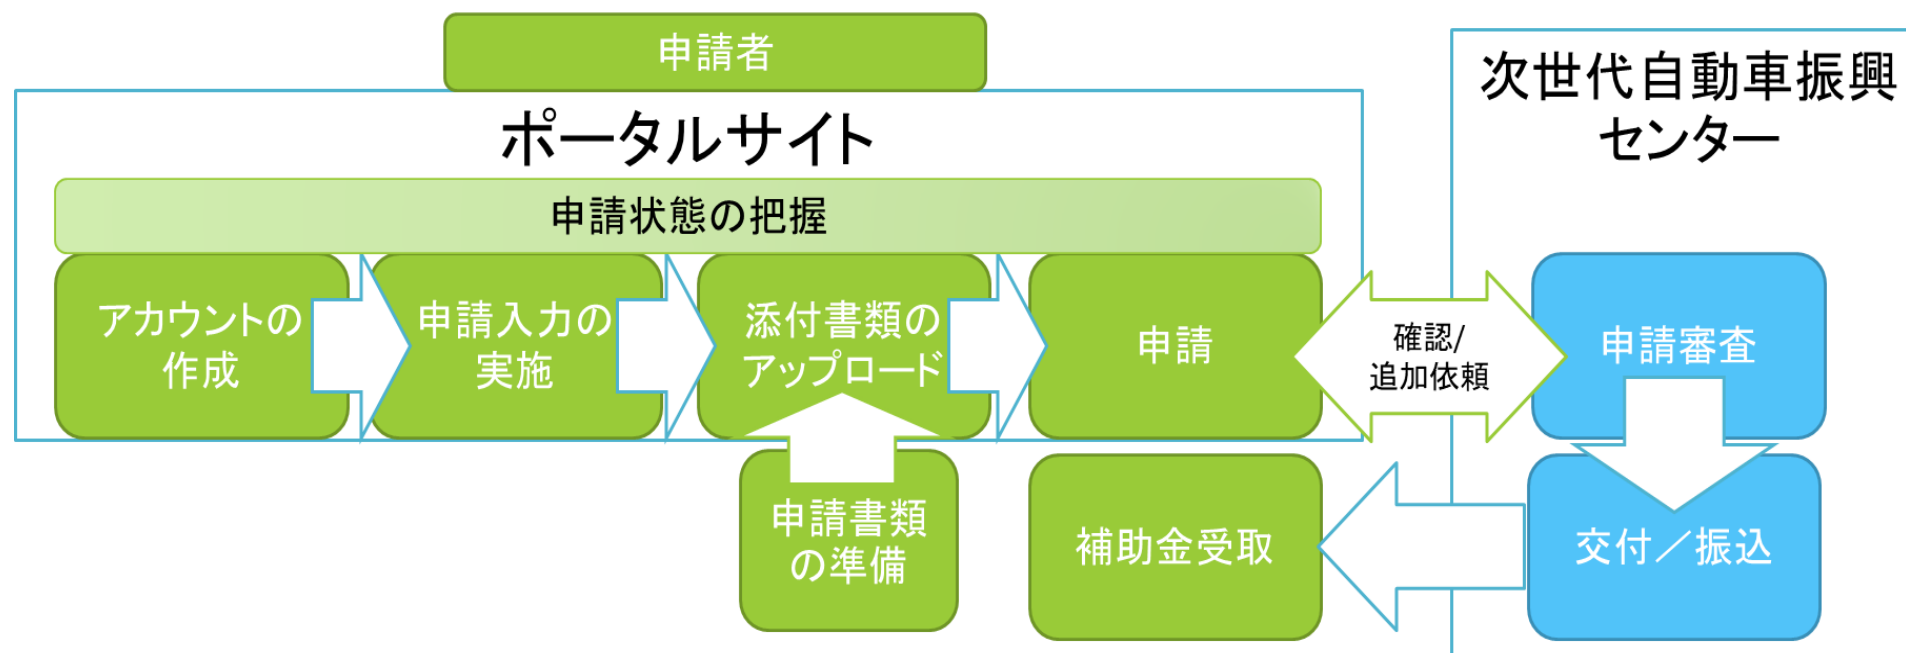 申請者
ポータルサイト
申請状態の把握
アカウントの
作成
申請入力の
実施
添付書類の
アップロード
申請
確認/
追加依頼
次世代自動車振興
センター
申請審査
申請書類
の準備
補助金受取
交付／振込